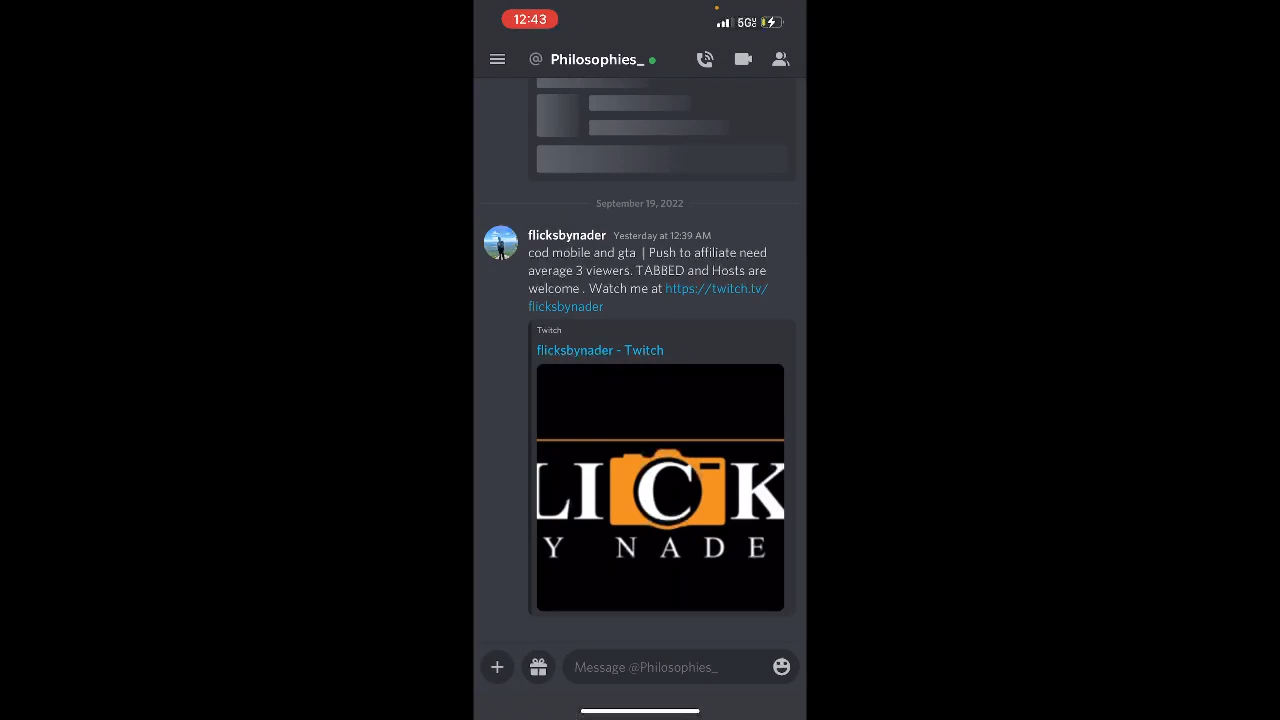 12:43
5GE
@ Philosophies_
September 19, 2022
flicksbynader Yesterday at 12:39 AM
cod mobile and gta | Push to affiliate need
average 3 viewers. TABBED and Hosts are
welcome . Watch me at https://twitch.tv/
flicksbynader
Twitch
flicksbynader - Twitch
LICK
Y NADE
Message @Philosophies_